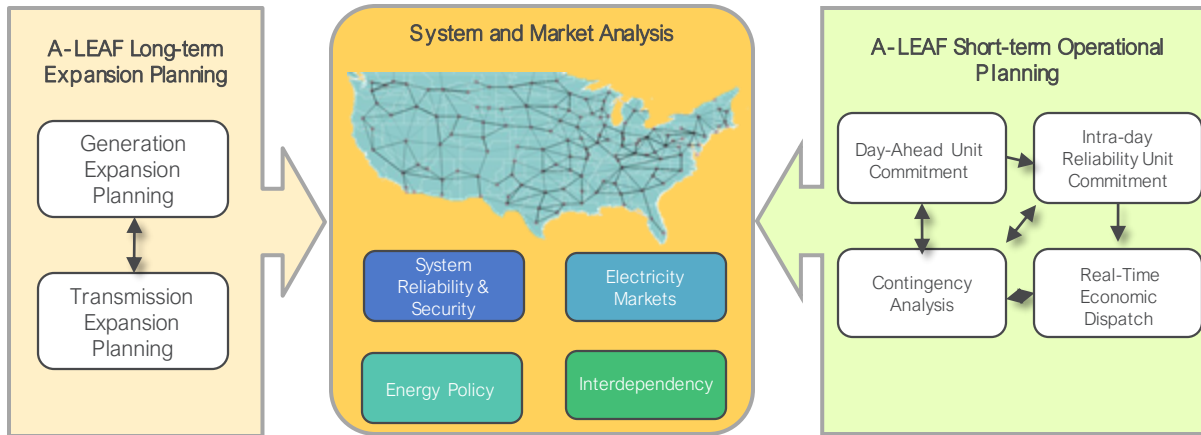 A-LEAF Long-term
Expansion Planning
Generation
Expansion
Planning
Transmission
Expansion
Planning
System and Market Analysis
System
Reliability &
Security
Electricity
Markets
Energy Policy
Interdependency
A-LEAF Short-term Operational
Planning
Day-Ahead Unit
Commitment
Intra-day
Reliability Unit
Commitment
Contingency
Analysis
Real-Time
Economic
Dispatch